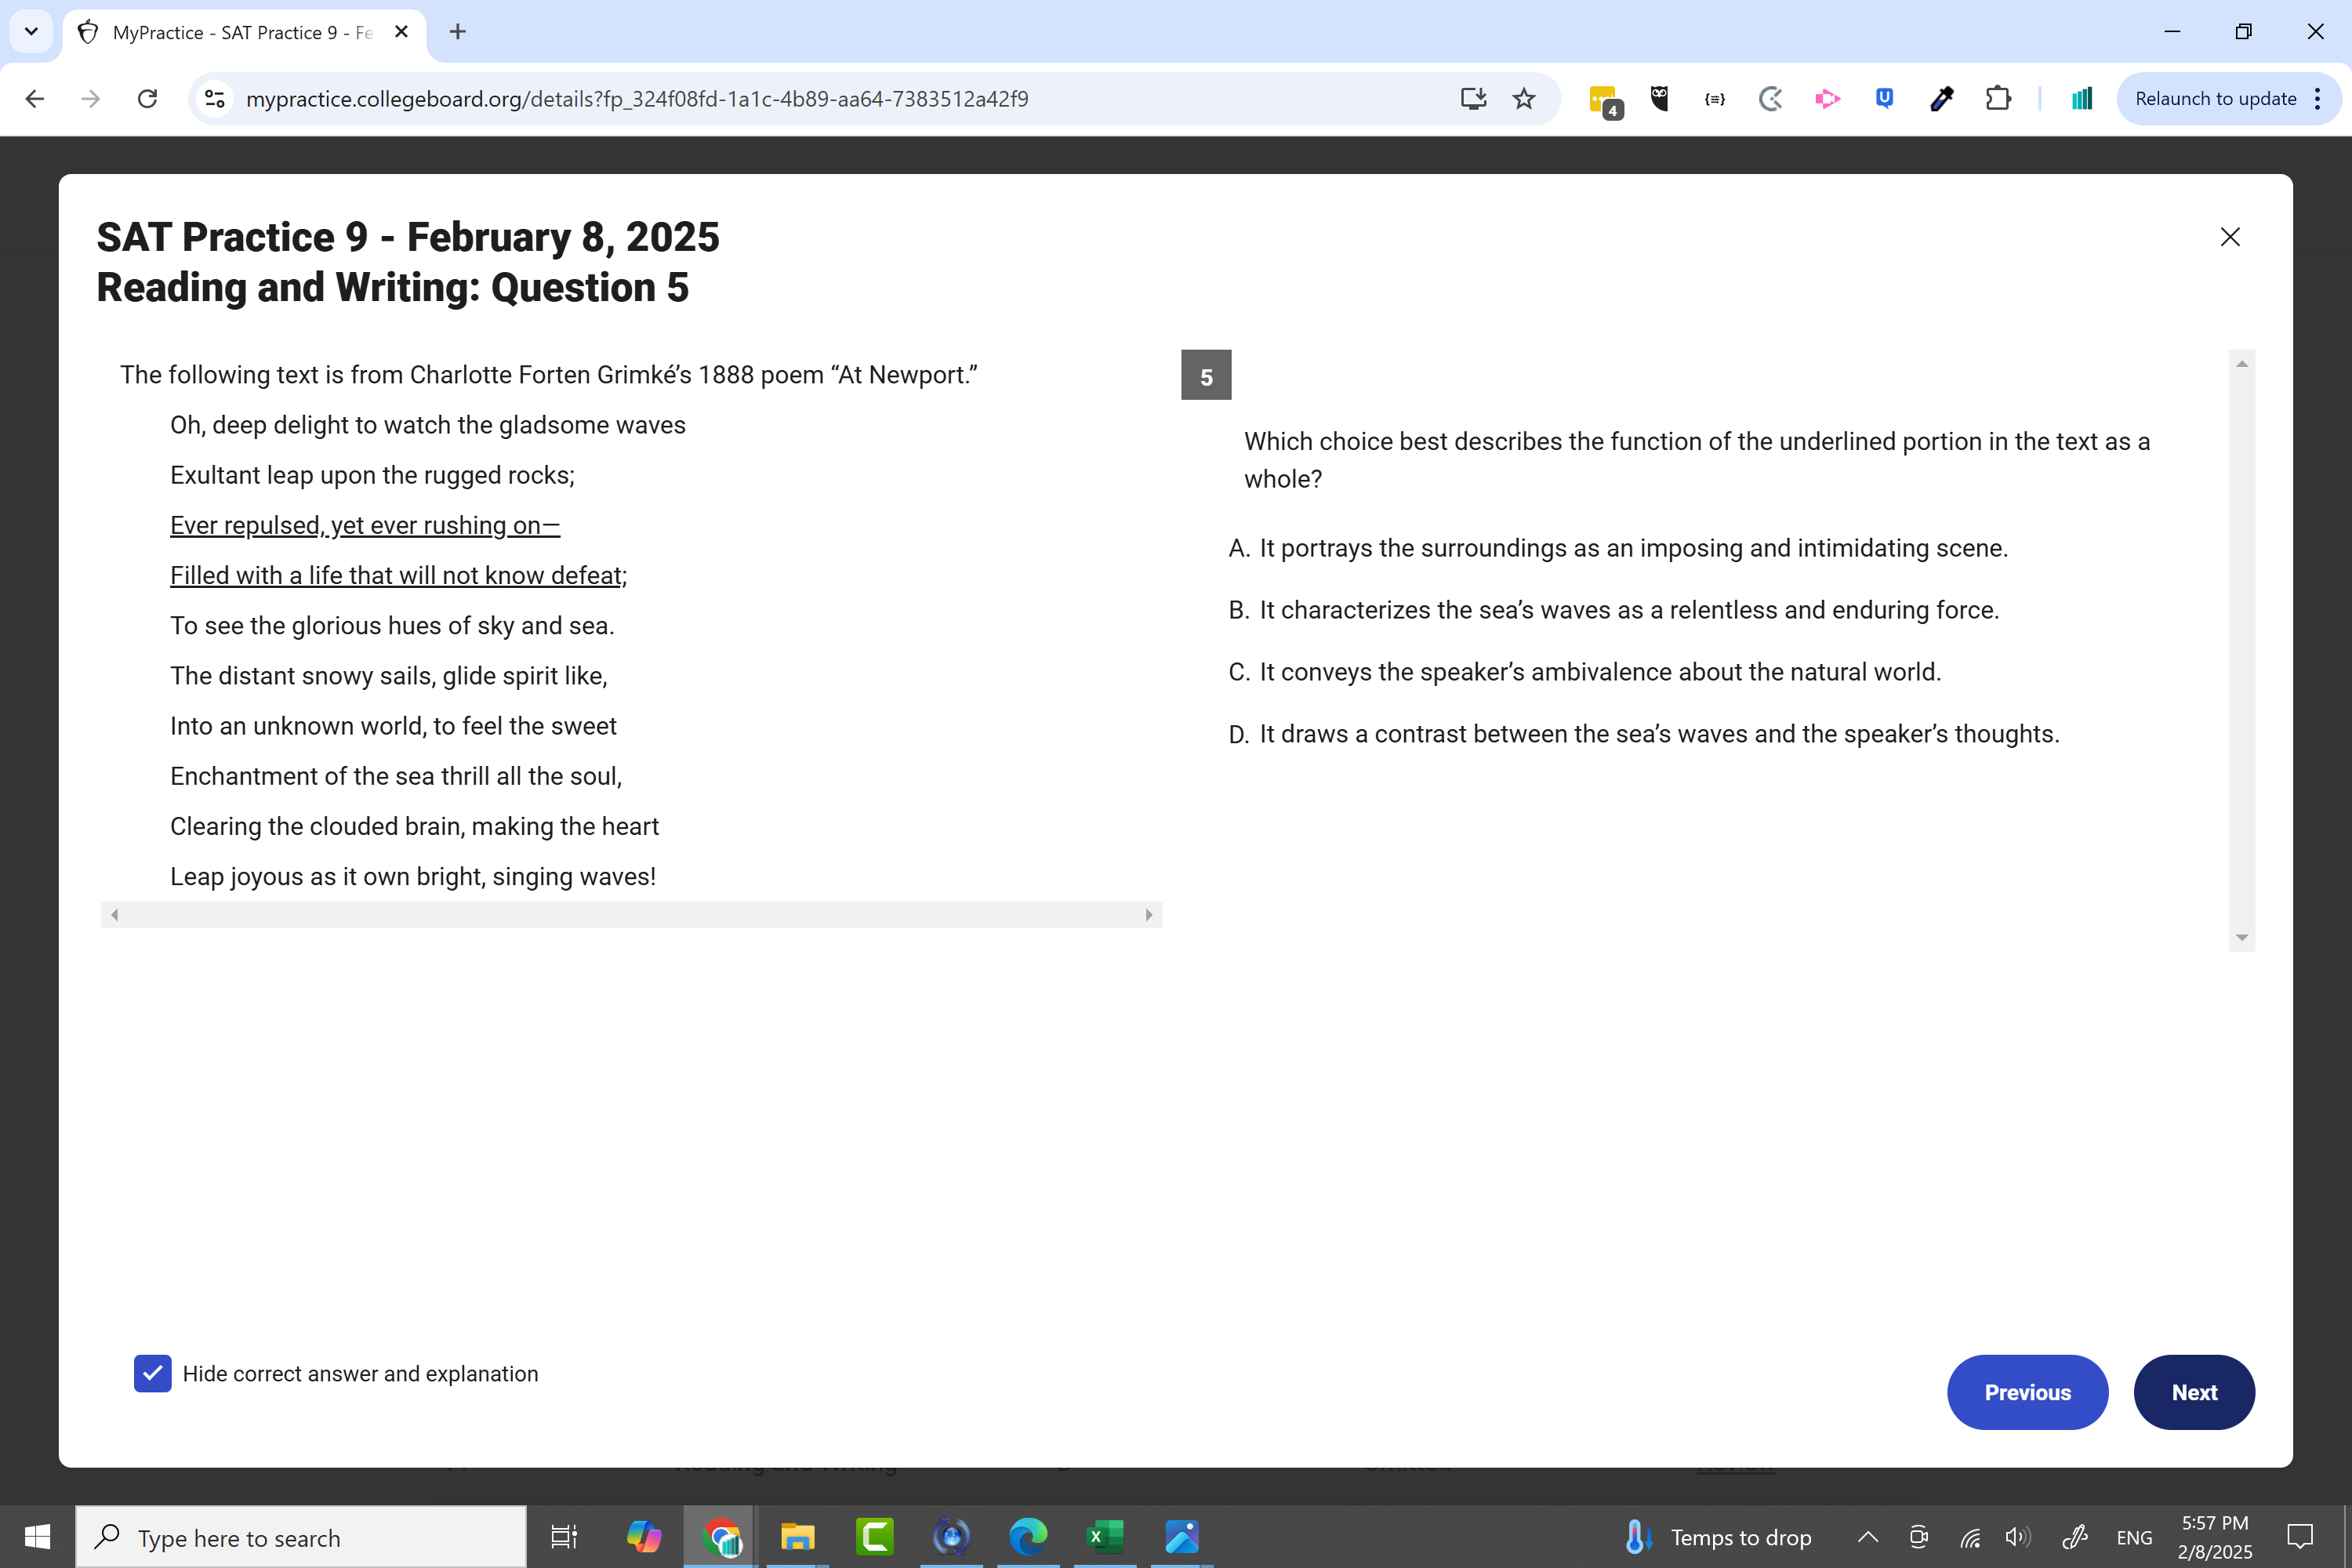 MyPractice - SAT Practice 9 - Fe
mypractice.collegeboard.org/details?fp_324f08fd-1a1c-4b89-aa64-7383512a42f9
4
Relaunch to update
SAT Practice 9 - February 8, 2025
Reading and Writing: Question 5
The following text is from Charlotte Forten Grimké’s 1888 poem “At Newport.”
Oh, deep delight to watch the gladsome waves
Exultant leap upon the rugged rocks;
Ever repulsed, yet ever rushing on—
Filled with a life that will not know defeat;
To see the glorious hues of sky and sea.
The distant snowy sails, glide spirit like,
Into an unknown world, to feel the sweet
Enchantment of the sea thrill all the soul,
Clearing the clouded brain, making the heart
Leap joyous as it own bright, singing waves!
5
Which choice best describes the function of the underlined portion in the text as a
whole?
A. It portrays the surroundings as an imposing and intimidating scene.
B. It characterizes the sea’s waves as a relentless and enduring force.
C. It conveys the speaker’s ambivalence about the natural world.
D. It draws a contrast between the sea’s waves and the speaker’s thoughts.
Hide correct answer and explanation
Previous
Next
Type here to search
Temps to drop
ENG
5:57 PM
2/8/2025